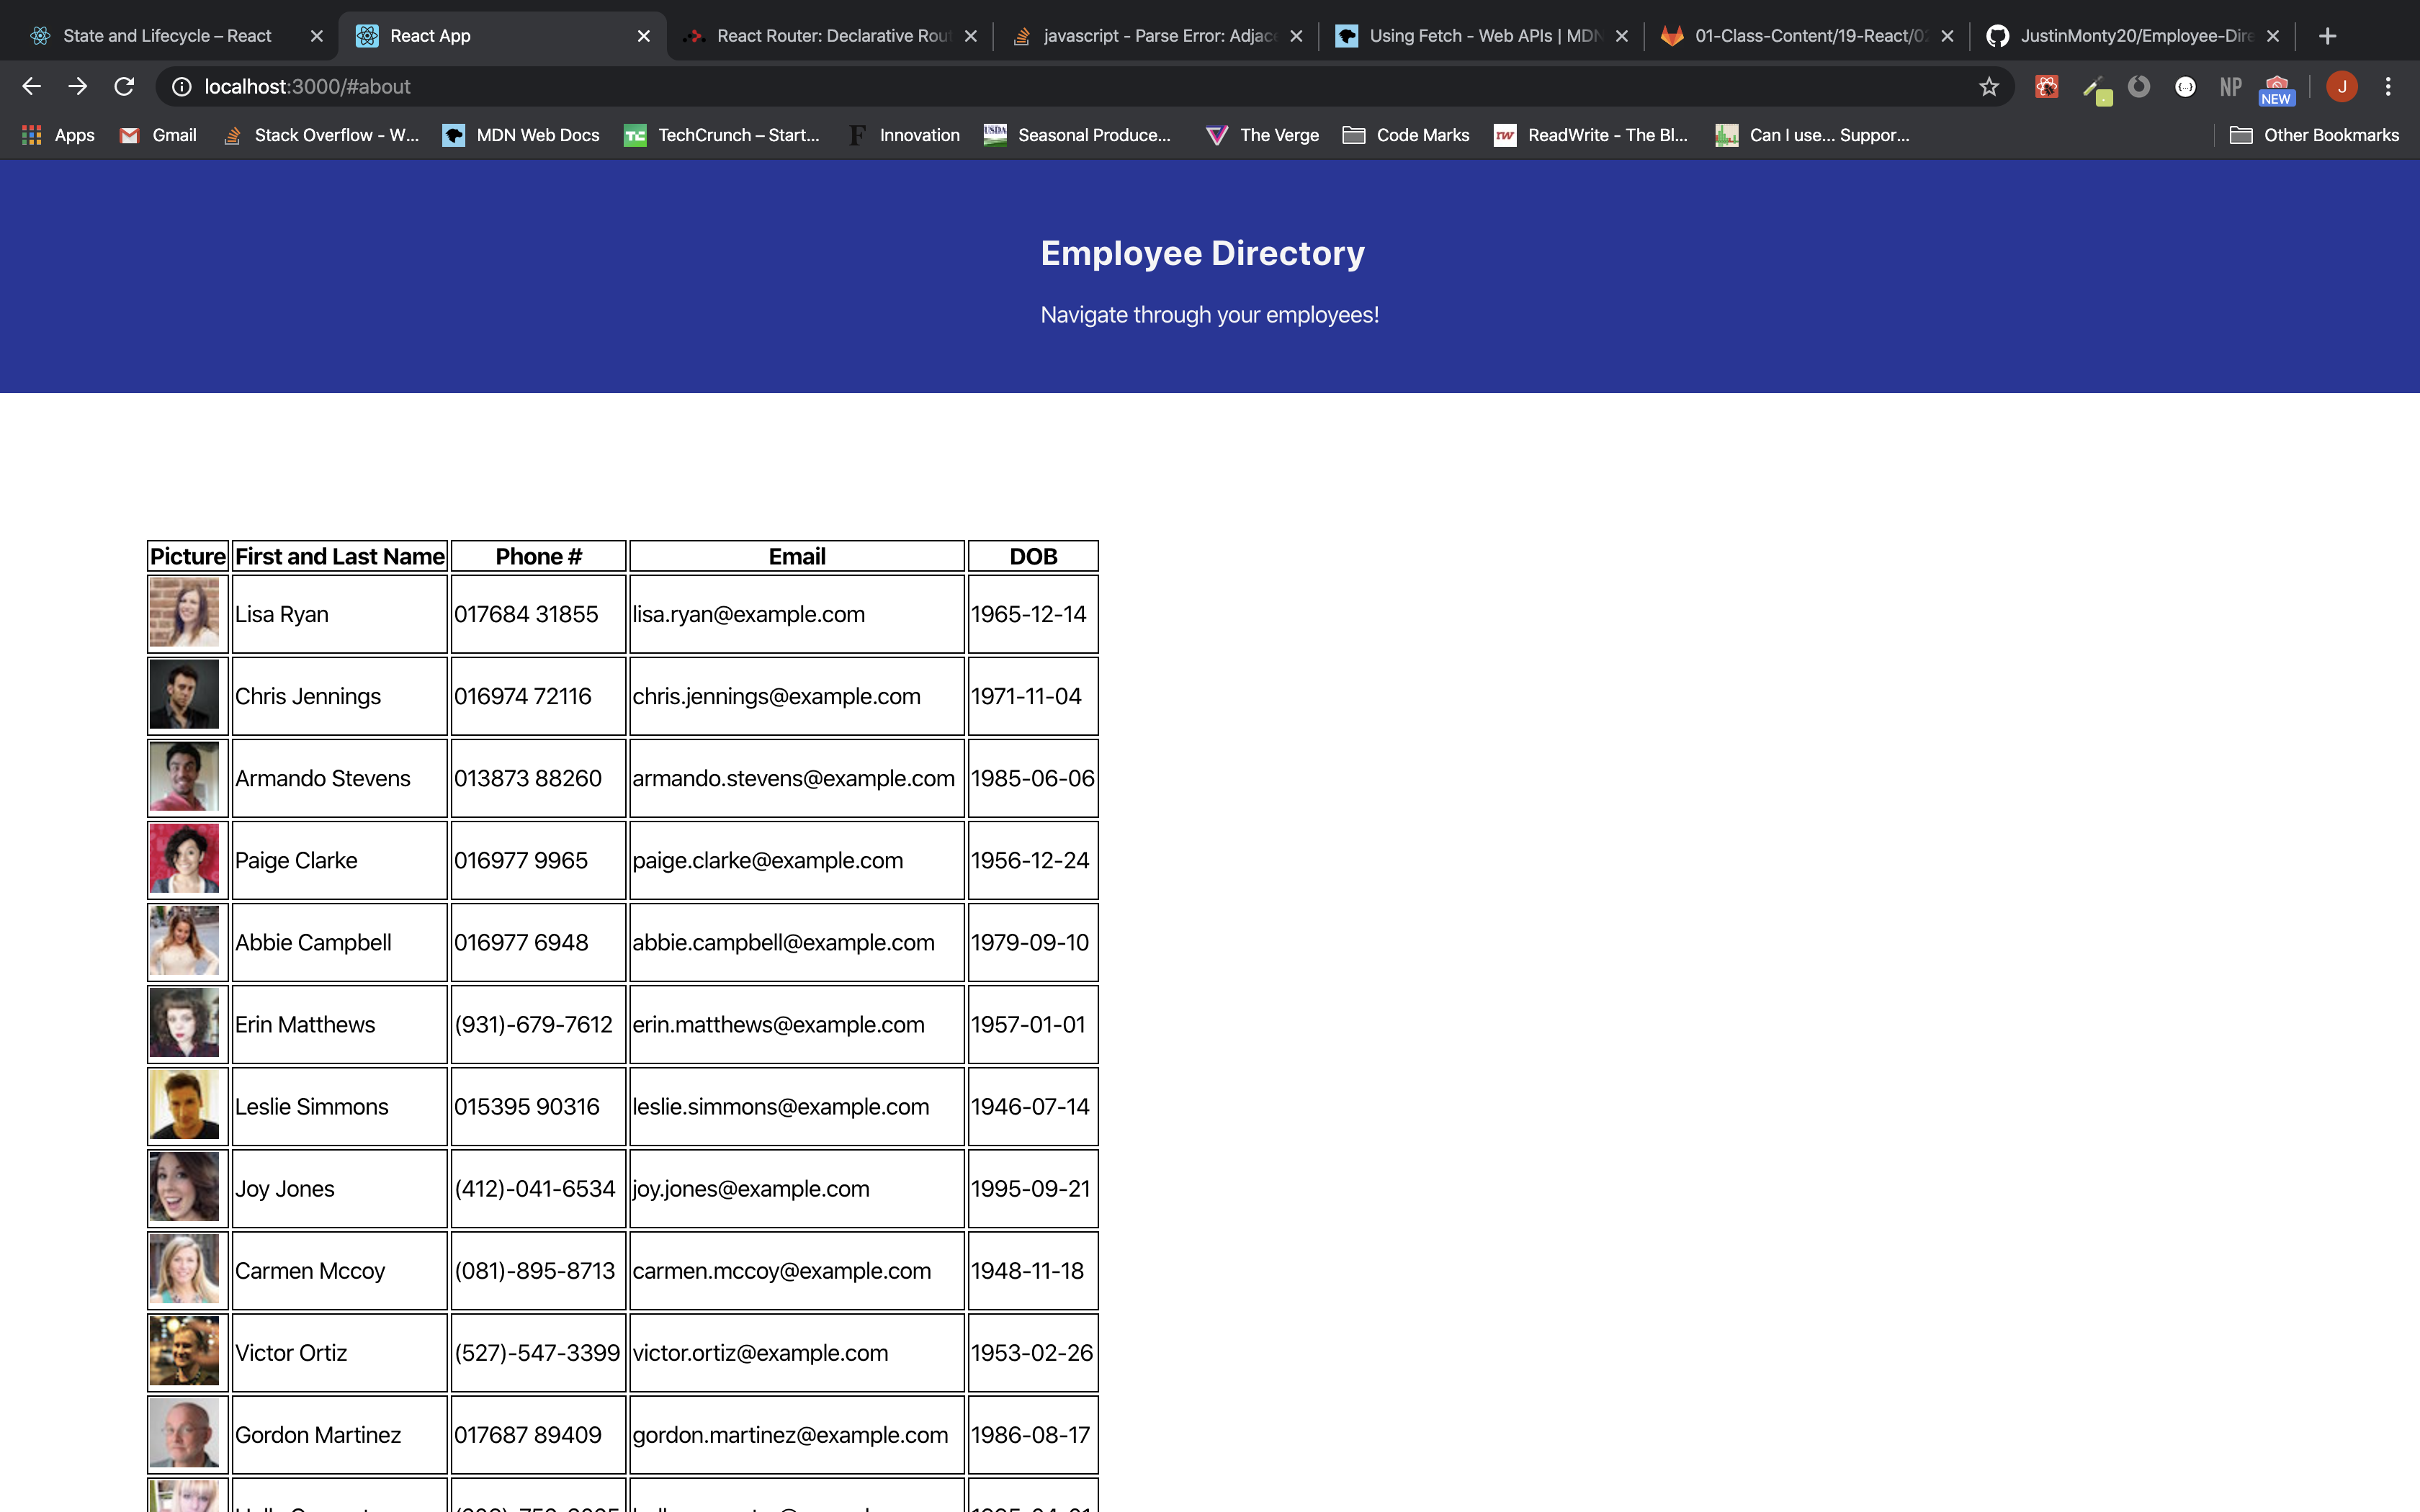 State and Lifecycle – React
React App
React Router: Declarative Rou
javascript - Parse Error: Adjace
Using Fetch - Web APIs | MDN
01-Class-Content/19-React/02
JustinMonty20/Employee-Dire
localhost:3000/#about
NP
NEW
J
Apps
Gmail
Stack Overflow - W...
MDN Web Docs
TC
TechCrunch – Start...
F
Innovation
USDA
Seasonal Produce...
The Verge
Code Marks
rw
ReadWrite - The Bl...
Can I use... Suppor...
Other Bookmarks
Employee Directory
Navigate through your employees!
Picture First and Last Name Phone # Email DOB
Lisa Ryan 017684 31855 lisa.ryan@example.com 1965-12-14
Chris Jennings 016974 72116 chris.jennings@example.com 1971-11-04
Armando Stevens 013873 88260 armando.stevens@example.com 1985-06-06
Paige Clarke 016977 9965 paige.clarke@example.com 1956-12-24
Abbie Campbell 016977 6948 abbie.campbell@example.com 1979-09-10
Erin Matthews (931)-679-7612 erin.matthews@example.com 1957-01-01
Leslie Simmons 015395 90316 leslie.simmons@example.com 1946-07-14
Joy Jones (412)-041-6534 joy.jones@example.com 1995-09-21
Carmen Mccoy (081)-895-8713 carmen.mccoy@example.com 1948-11-18
Victor Ortiz (527)-547-3399 victor.ortiz@example.com 1953-02-26
Gordon Martinez 017687 89409 gordon.martinez@example.com 1986-08-17